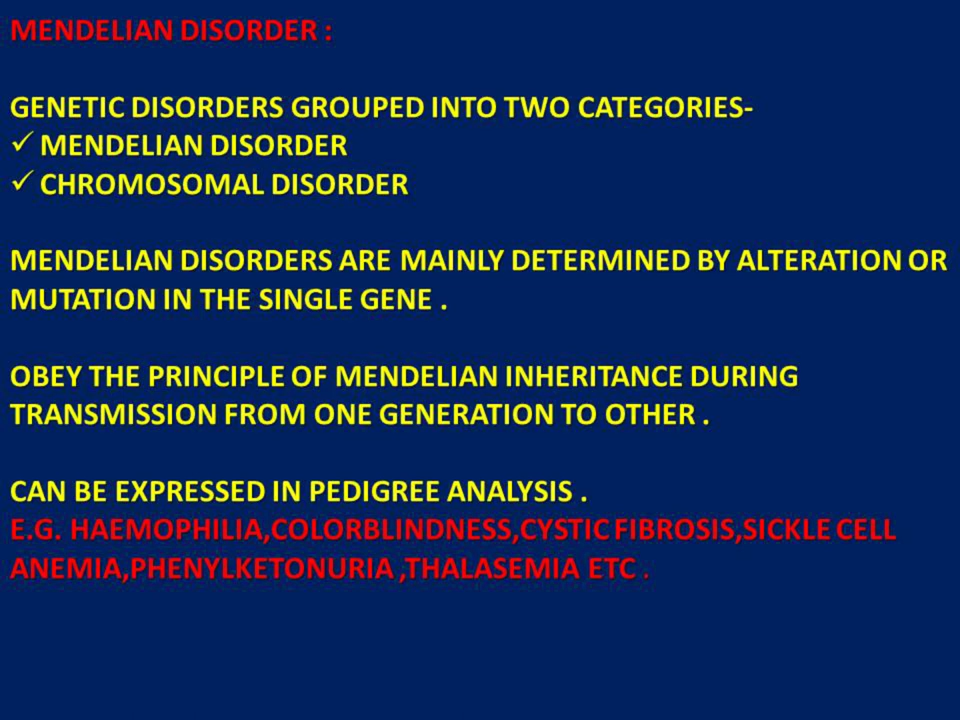 MENDELIAN DISORDER :
GENETIC DISORDERS GROUPED INTO TWO CATEGORIES-
✓ MENDELIAN DISORDER
✓ CHROMOSOMAL DISORDER
MENDELIAN DISORDERS ARE MAINLY DETERMINED BY ALTERATION OR
MUTATION IN THE SINGLE GENE .
OBEY THE PRINCIPLE OF MENDELIAN INHERITANCE DURING
TRANSMISSION FROM ONE GENERATION TO OTHER .
CAN BE EXPRESSED IN PEDIGREE ANALYSIS .
E.G. HAEMOPHILIA,COLORBLINDNESS,CYSTIC FIBROSIS,SICKLE CELL
ANEMIA,PHENYLKETONURIA ,THALASEMIA ETC .